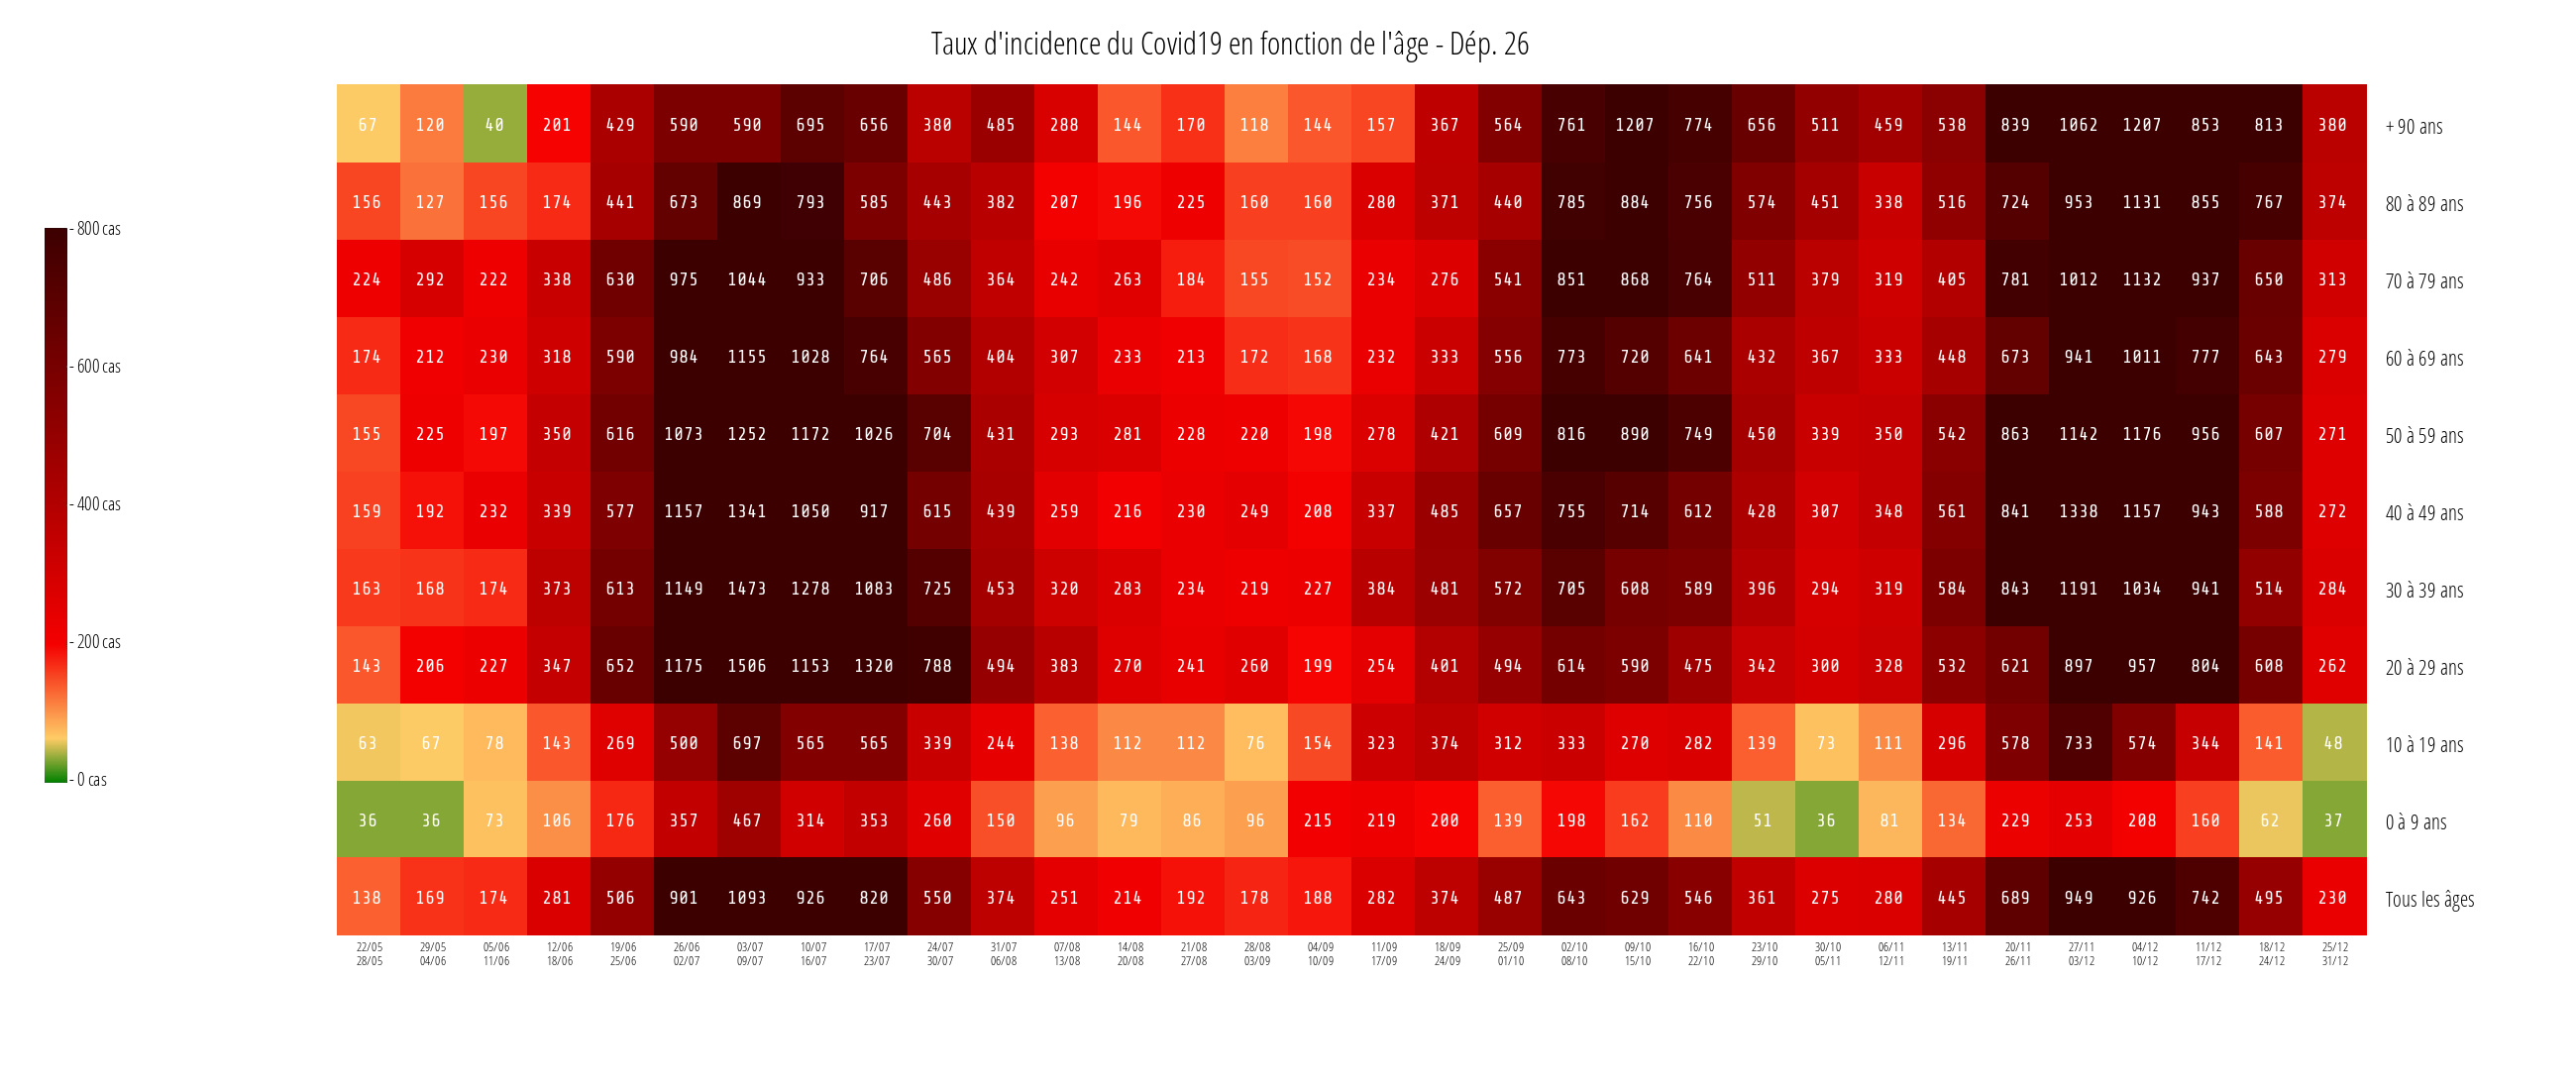 Taux d'incidence du Covid19 en fonction de l'âge - Dép. 26
- 800 cas
- 600 cas
- 400 cas
- 200 cas
- 0 cas
67 120 40 201 429 590 590 695 656 380 485 288 144 170 118 144 157 367 564 761 1207 774 656 511 459 538 839 1062 1207 853 813 380 + 90 ans
156 127 156 174 441 673 869 793 585 443 382 207 196 225 160 160 280 371 440 785 884 756 574 451 338 516 724 953 1131 855 767 374 80 à 89 ans
224 292 222 338 630 975 1044 933 706 486 364 242 263 184 155 152 234 276 541 851 868 764 511 379 319 405 781 1012 1132 937 650 313 70 à 79 ans
174 212 230 318 590 984 1155 1028 764 565 404 307 233 213 172 168 232 333 556 773 720 641 432 367 333 448 673 941 1011 777 643 279 60 à 69 ans
155 225 197 350 616 1073 1252 1172 1026 704 431 293 281 228 220 198 278 421 609 816 890 749 450 339 350 542 863 1142 1176 956 607 271 50 à 59 ans
159 192 232 339 577 1157 1341 1050 917 615 439 259 216 230 249 208 337 485 657 755 714 612 428 307 348 561 841 1338 1157 943 588 272 40 à 49 ans
163 168 174 373 613 1149 1473 1278 1083 725 453 320 283 234 219 227 384 481 572 705 608 589 396 294 319 584 843 1191 1034 941 514 284 30 à 39 ans
143 206 227 347 652 1175 1506 1153 1320 788 494 383 270 241 260 199 254 401 494 614 590 475 342 300 328 532 621 897 957 804 608 262 20 à 29 ans
63 67 78 143 269 500 697 565 565 339 244 138 112 112 76 154 323 374 312 333 270 282 139 73 111 296 578 733 574 344 141 48 10 à 19 ans
36 36 73 106 176 357 467 314 353 260 150 96 79 86 96 215 219 200 139 198 162 110 51 36 81 134 229 253 208 160 62 37 0 à 9 ans
138 169 174 281 506 901 1093 926 820 550 374 251 214 192 178 188 282 374 487 643 629 546 361 275 280 445 689 949 926 742 495 230 Tous les âges
22/05 29/05 05/06 12/06 19/06 26/06 03/07 10/07 17/07 24/07 31/07 07/08 14/08 21/08 28/08 04/09 11/09 18/09 25/09 02/10 09/10 16/10 23/10 30/10 06/11 13/11 20/11 27/11 04/12 11/12 18/12 25/12
28/05 04/06 11/06 18/06 25/06 02/07 09/07 16/07 23/07 30/07 06/08 13/08 20/08 27/08 03/09 10/09 17/09 24/09 01/10 08/10 15/10 22/10 29/10 05/11 12/11 19/11 26/11 03/12 10/12 17/12 24/12 31/12